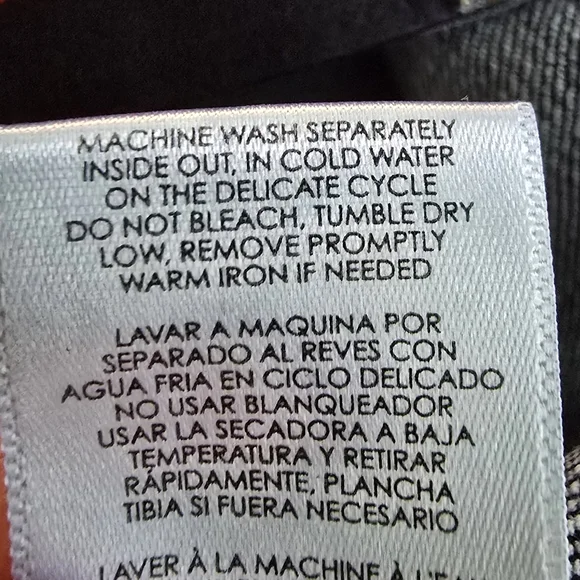 MACHINE WASH SEPARATELY
INSIDE OUT, IN COLD WATER
ON THE DELICATE CYCLE
DO NOT BLEACH, TUMBLE DRY
LOW, REMOVE PROMPTLY
WARM IRON IF NEEDED
LAVAR A MAQUINA POR
SEPARADO AL REVES CON
AGUA FRIA EN CICLO DELICADO
NO USAR BLANQUEADOR
USAR LA SECADORA A BAJA
TEMPERATURA Y RETIRAR
RÁPIDAMENTE, PLANCHA
TIBIA SI FUERA NECESARIO
LAVER À LA MACHINE À